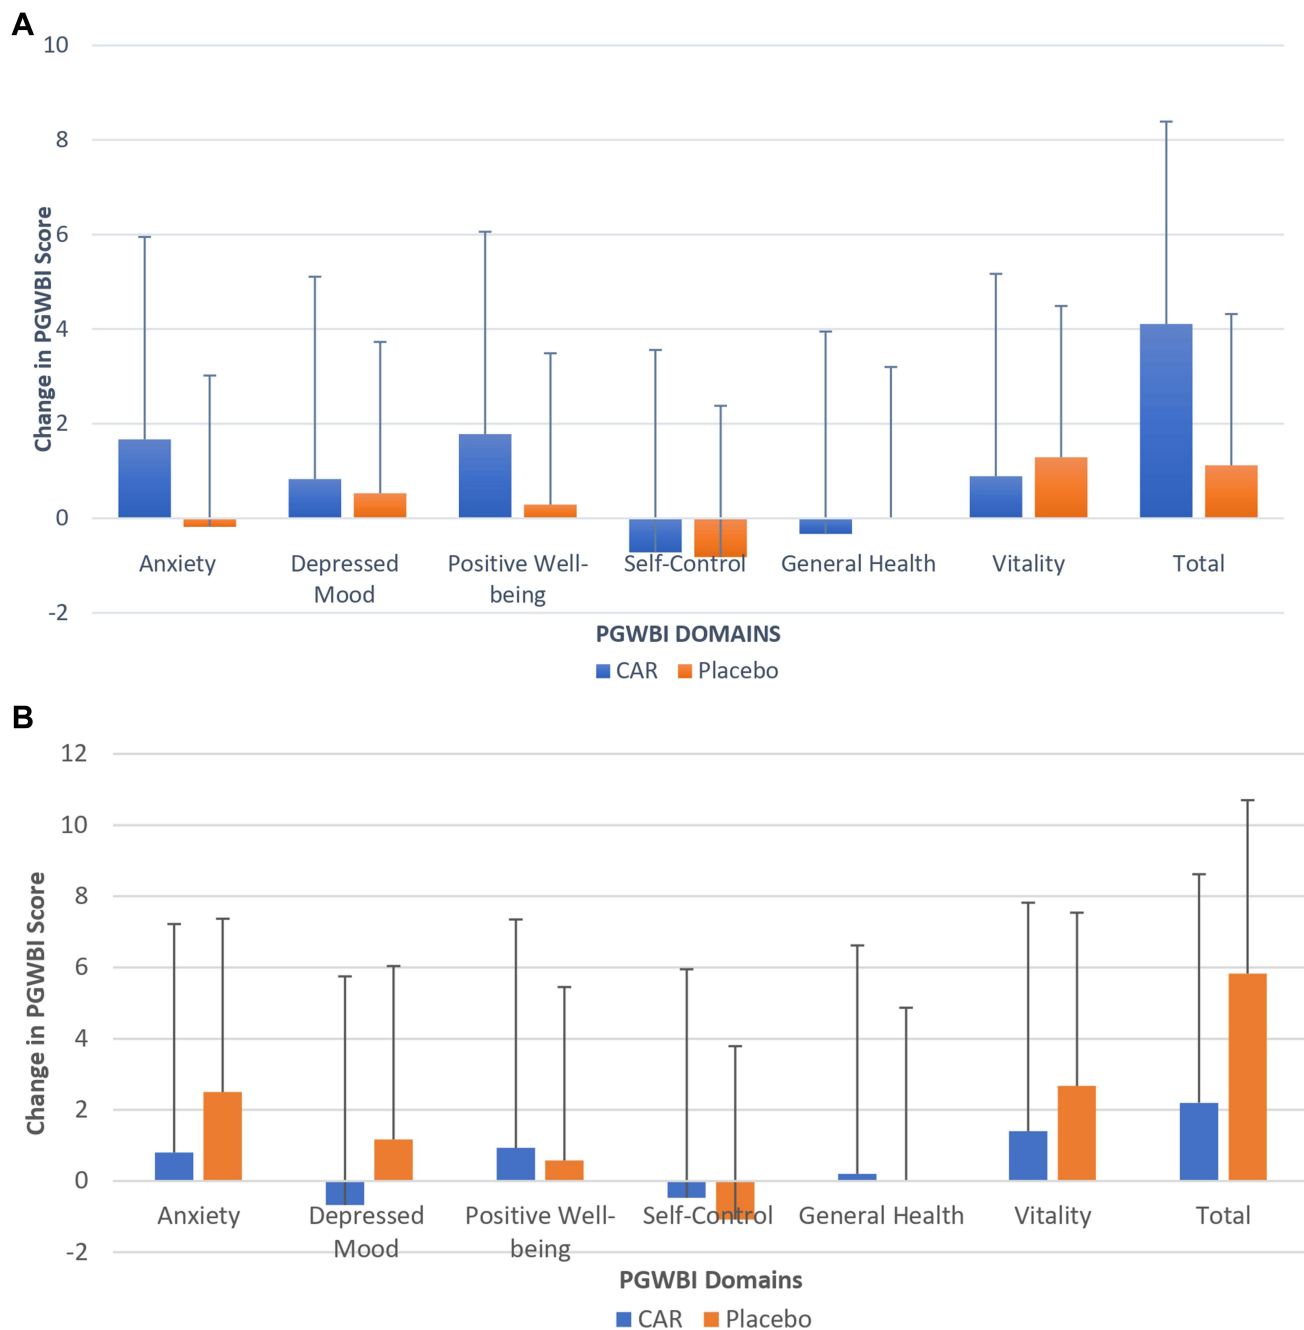 A
10
8
6
4
2
0
-2
Change in PGWBI Score
Anxiety Depressed Positive Well- Self-Control General Health Vitality Total
Mood being
PGWBI DOMAINS
CAR Placebo
B
12
10
8
6
4
2
0
-2
Change in PGWBI Score
Anxiety Depressed Positive Well- Self-Control General Health Vitality Total
Mood being
PGWBI Domains
CAR Placebo